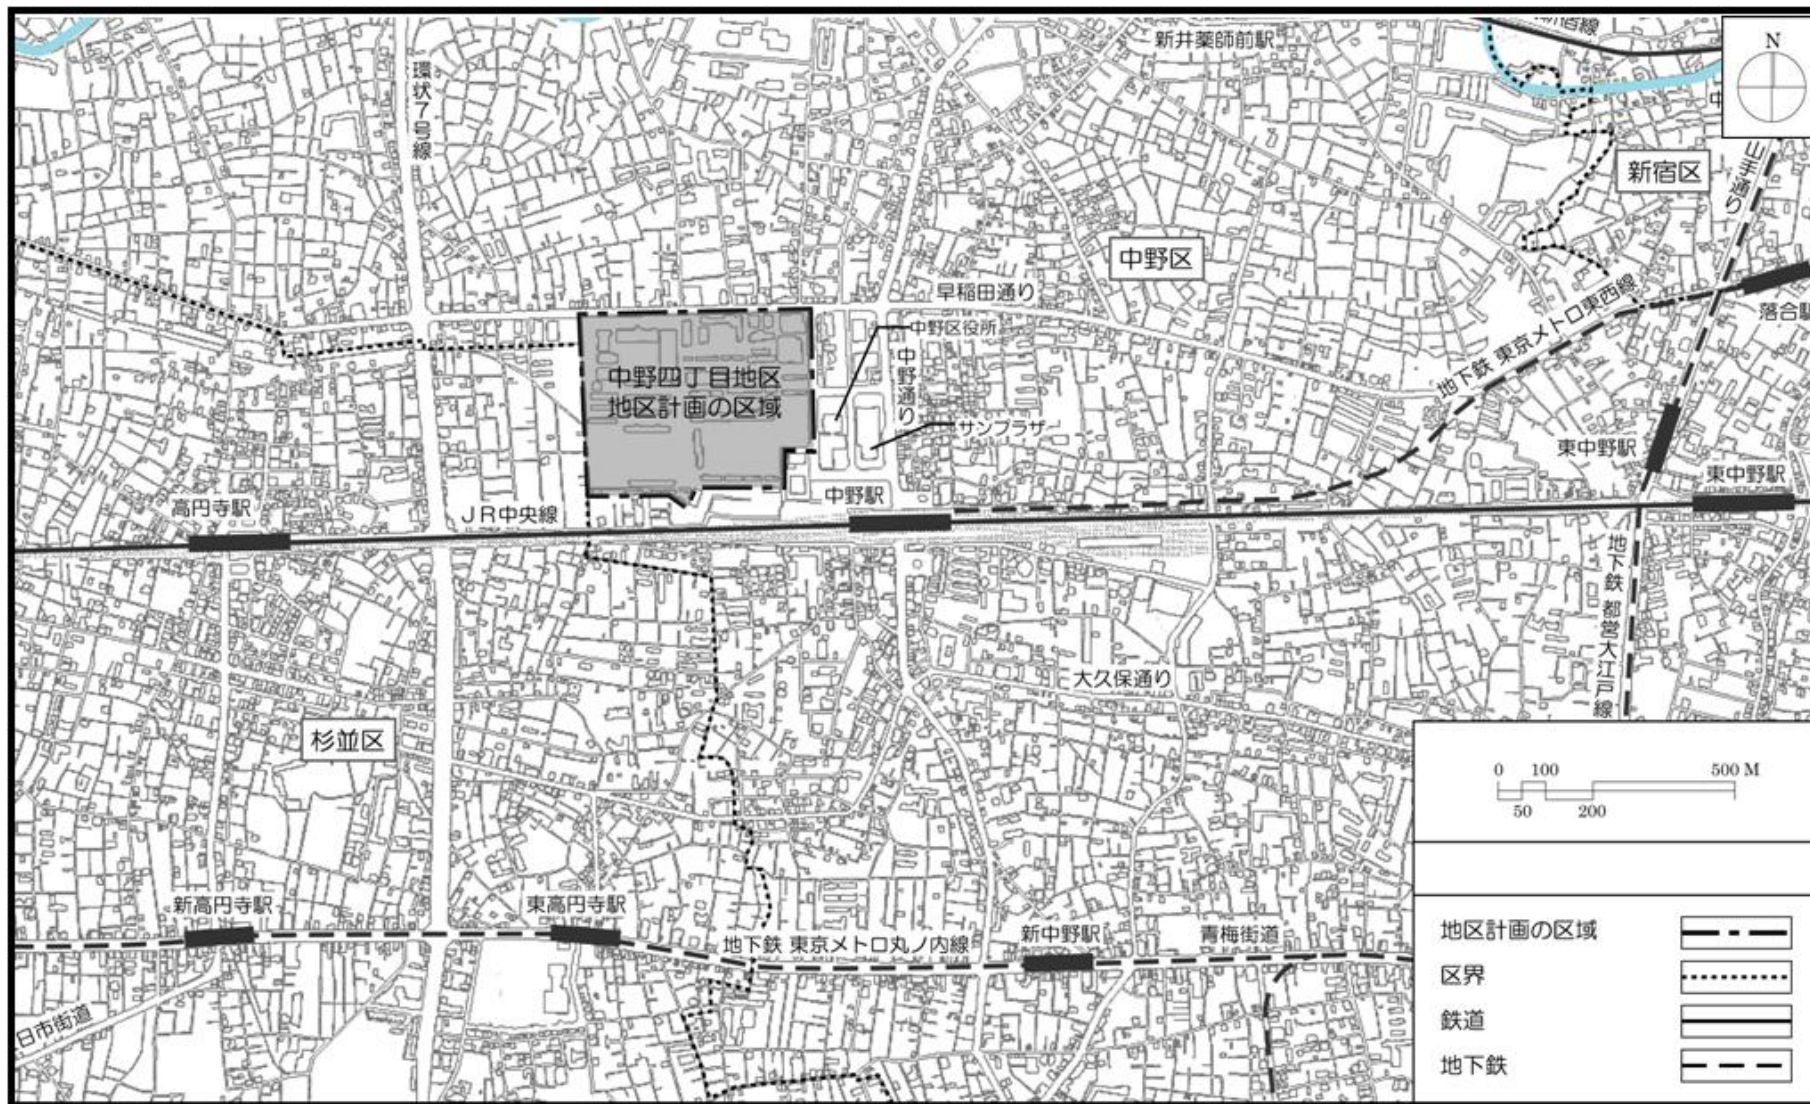 新宿線
新井薬師前駅
N
環状7号線
山手通り
新宿区
中野区
早稲田通り
落合駅
中野区役所
地下鉄 東京メトロ東西線
中野四丁目地区
地区計画の区域
中野通り
サンプラザ
東中野駅
東中野駅
中野駅
高円寺駅
JR中央線
地下鉄 都営大江戸線
大久保通り
杉並区
0 100 500 M
50 200
新高円寺駅
東高円寺駅
地下鉄 東京メトロ丸ノ内線
新中野駅
青梅街道
地区計画の区域
区界
日市街道
鉄道
地下鉄